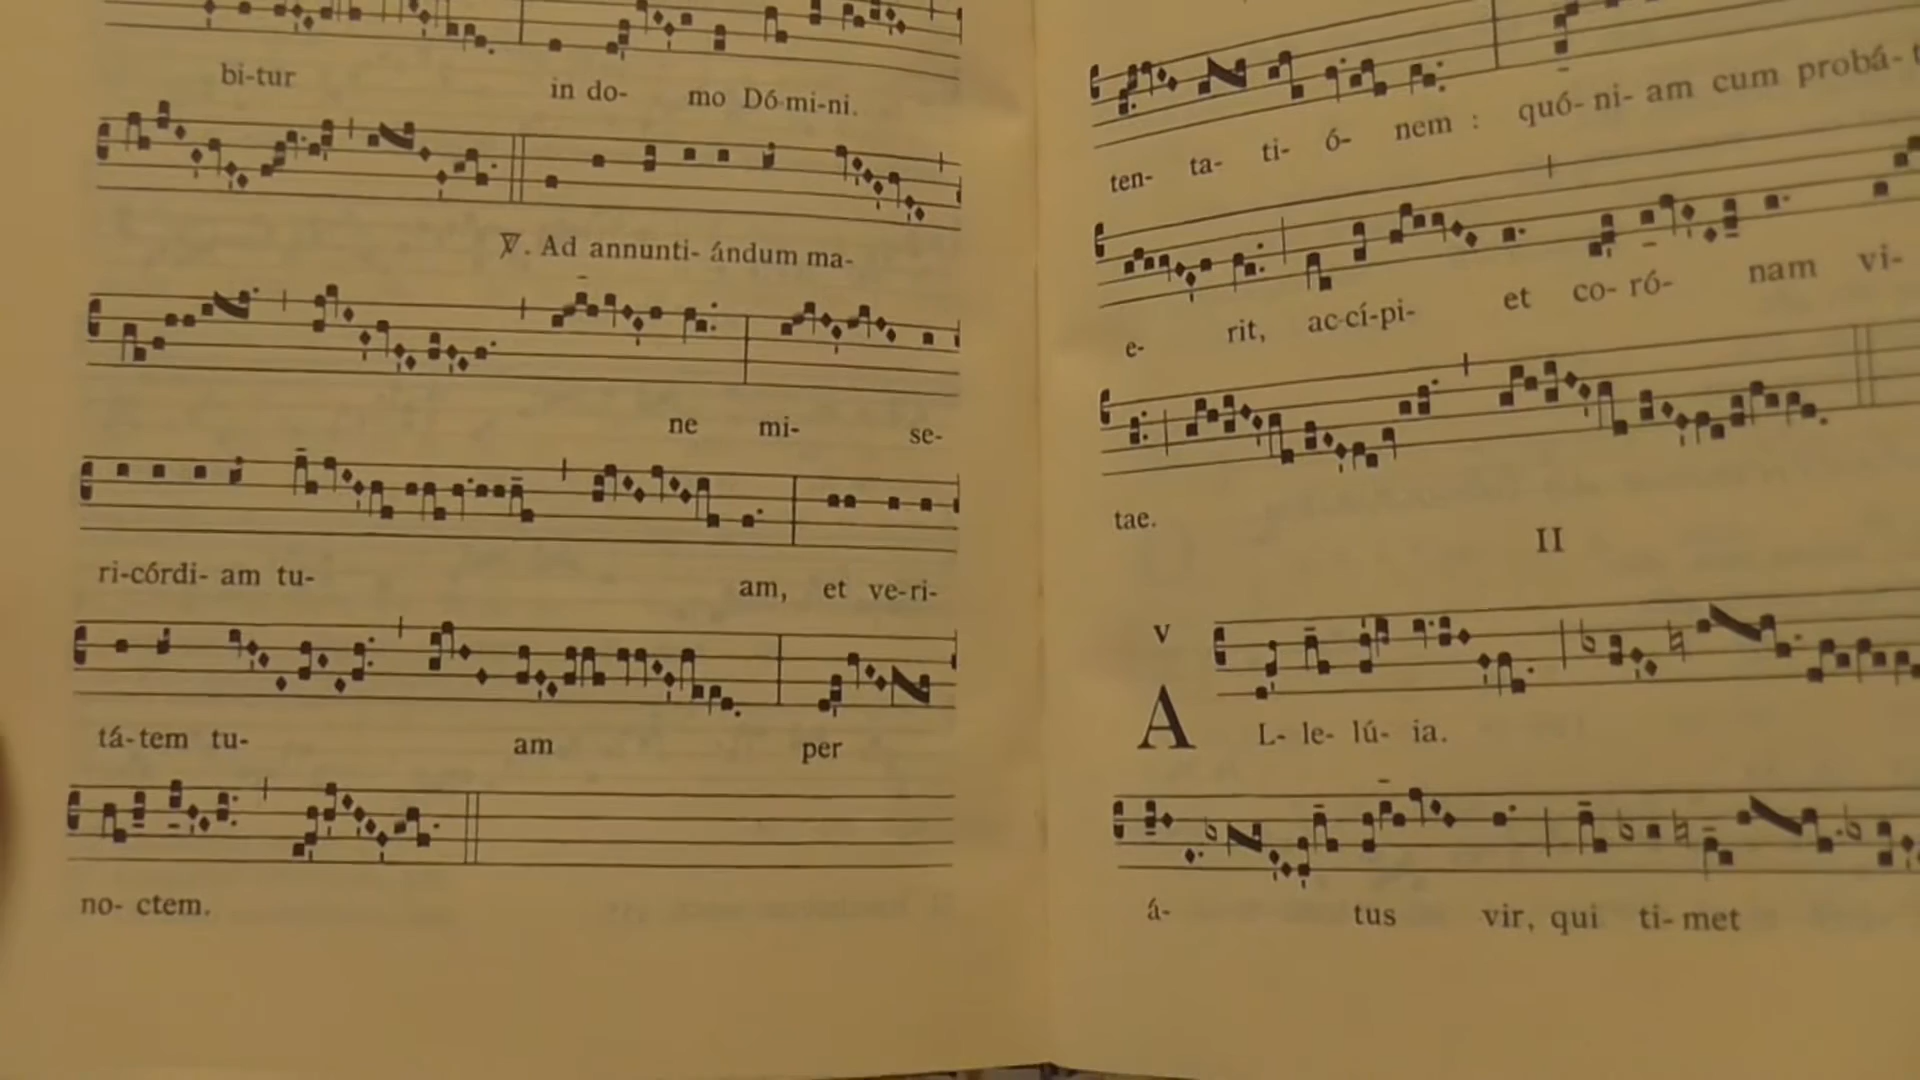 bi-tur in do- mo Dó-mi-ni.
℣. Ad annunti- ándum ma-
ne mi- se-
ri-córdi- am tu- am, et ve-ri-
tá-tem tu- am per
no- ctem.
ten- ta- ti- ó- nem : quó- ni- am cum probá-
e- rit, ac-cí-pi- et co- ró- nam vi-
tae.
II
V
AL- le- lú- ia.
á- tus vir, qui ti- met